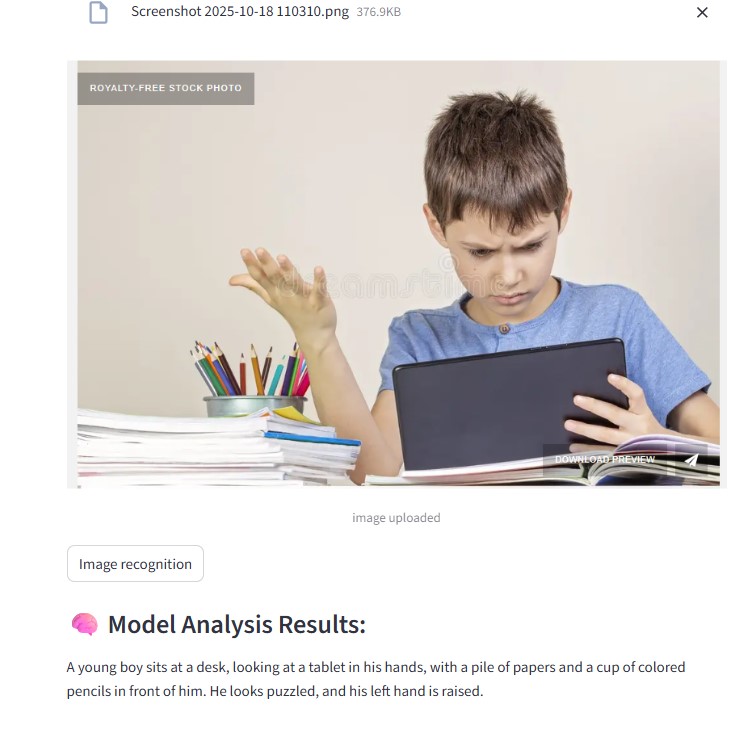 Screenshot 2025-10-18 110310.png 376.9KB
ROYALTY-FREE STOCK PHOTO
dreamstime
DOWNLOAD PREVIEW
image uploaded
Image recognition
Model Analysis Results:
A young boy sits at a desk, looking at a tablet in his hands, with a pile of papers and a cup of colored
pencils in front of him. He looks puzzled, and his left hand is raised.